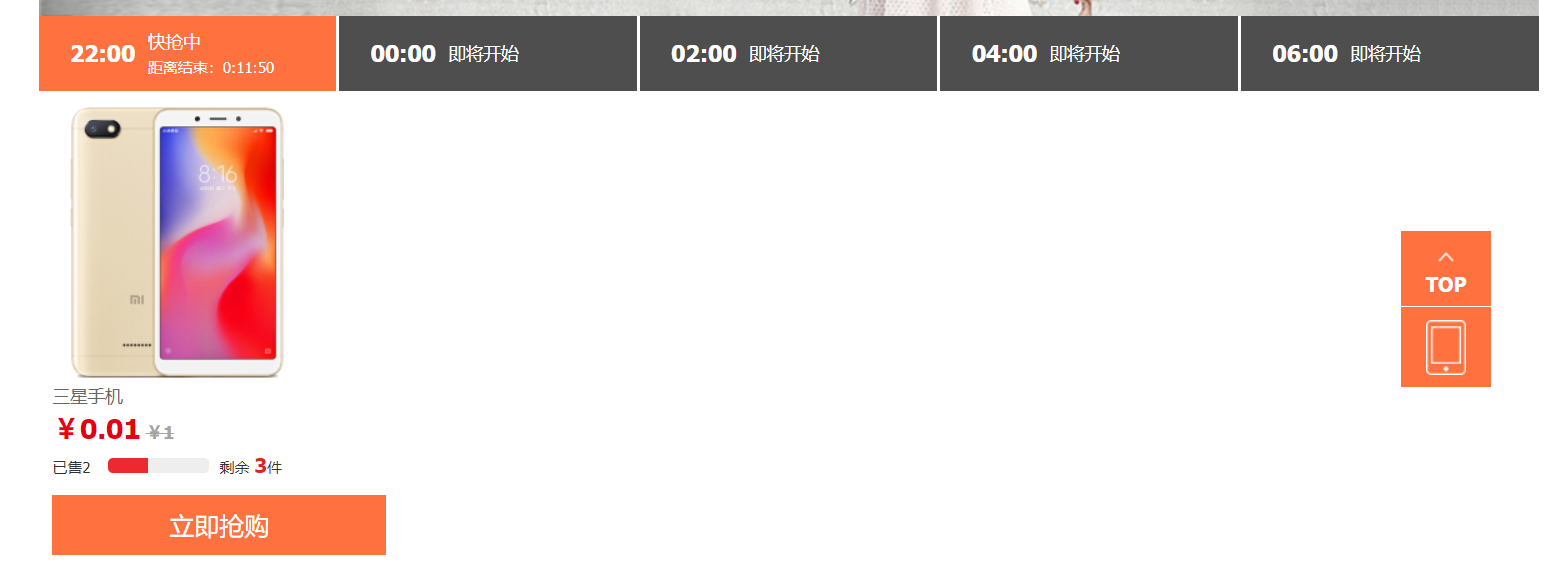 22:00 快抢中
距离结束：0:11:50
00:00 即将开始
02:00 即将开始
04:00 即将开始
06:00 即将开始
8:16
MI
TOP
三星手机
￥0.01 ￥1
已售2 剩余 3件
立即抢购